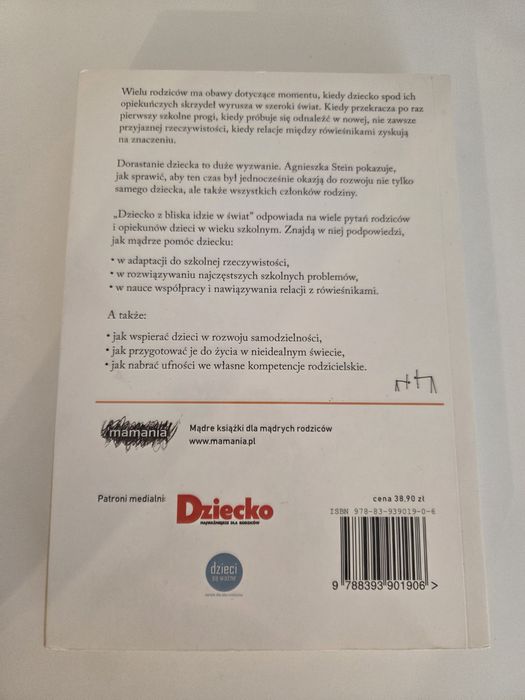 Wielu rodziców ma obawy dotyczące momentu, kiedy dziecko spod ich
opiekuńczych skrzydeł wyrusza w szeroki świat. Kiedy przekracza po raz
pierwszy szkolne progi, kiedy próbuje się odnaleźć w nowej, nie zawsze
przyjaznej rzeczywistości, kiedy relacje między rówieśnikami zyskują
na znaczeniu.
Dorastanie dziecka to duże wyzwanie. Agnieszka Stein pokazuje,
jak sprawić, aby ten czas był jednocześnie okazją do rozwoju nie tylko
samego dziecka, ale także wszystkich członków rodziny.
„Dziecko z bliska idzie w świat” odpowiada na wiele pytań rodziców
i opiekunów dzieci w wieku szkolnym. Znajdą w niej podpowiedzi,
jak mądrze pomóc dziecku:
• w adaptacji do szkolnej rzeczywistości,
• w rozwiązywaniu najczęstszych szkolnych problemów,
• w nauce współpracy i nawiązywania relacji z rówieśnikami.
A także:
• jak wspierać dzieci w rozwoju samodzielności,
• jak przygotować je do życia w nieidealnym świecie,
• jak nabrać ufności we własne kompetencje rodzicielskie.
mamania
Mądre książki dla mądrych rodziców
www.mamania.pl
Patroni medialni:
Dziecko
NAJWAŻNIEJSZE DLA RODZICÓW
dzieci
są ważne
cena 38,90 zł
ISBN 978-83-939019-0-6
9 788393 901906 >